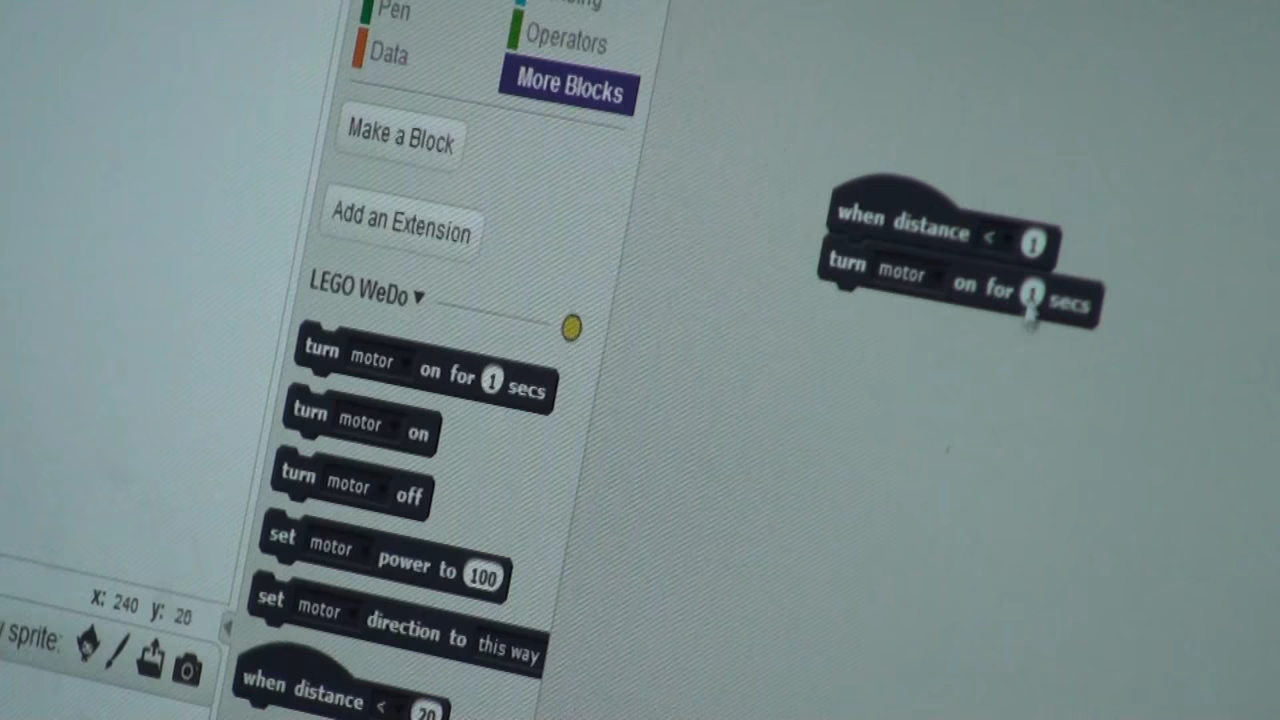 Pen
Operators
Data
More Blocks
Make a Block
Add an Extension
LEGO WeDo
turn motor on for 1 secs
turn motor on
turn motor off
set motor power to 100
set motor direction to this way
when distance < 20
when distance < 1
turn motor on for 1 secs
x: 240 y: 20
sprite: